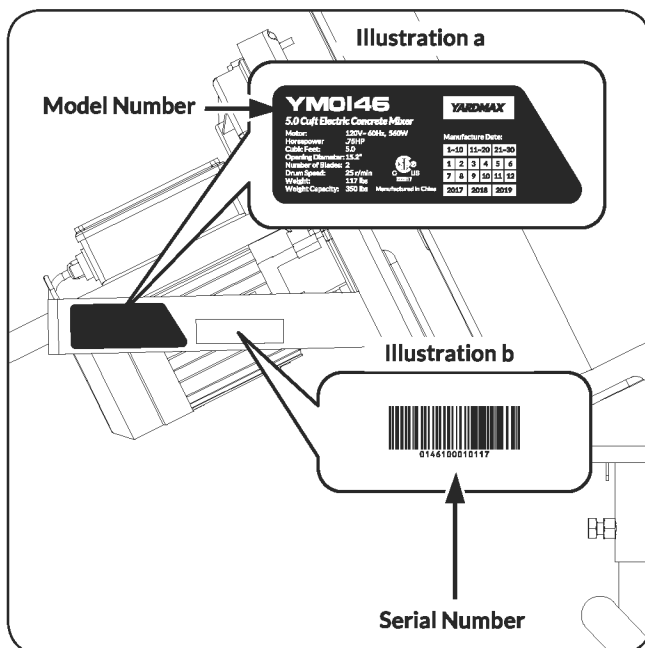 Illustration a
Model Number
YM0146
YARDMAX
5.0 Cuft Electric Concrete Mixer
Motor: 120V~ 60Hz, 560W
Horsepower .75HP
Cubic Feet: 5.0
Opening Diameter: 15.2"
Number of Blades: 2
Drum Speed: 25 r/min
Weight: 117 lbs
Weight Capacity: 350 lbs
C US
Manufactured in China
Manufacture Date:
1-10 11-20 21-30
1 2 3 4 5 6
7 8 9 10 11 12
2017 2018 2019
Illustration b
0146100010117
Serial Number